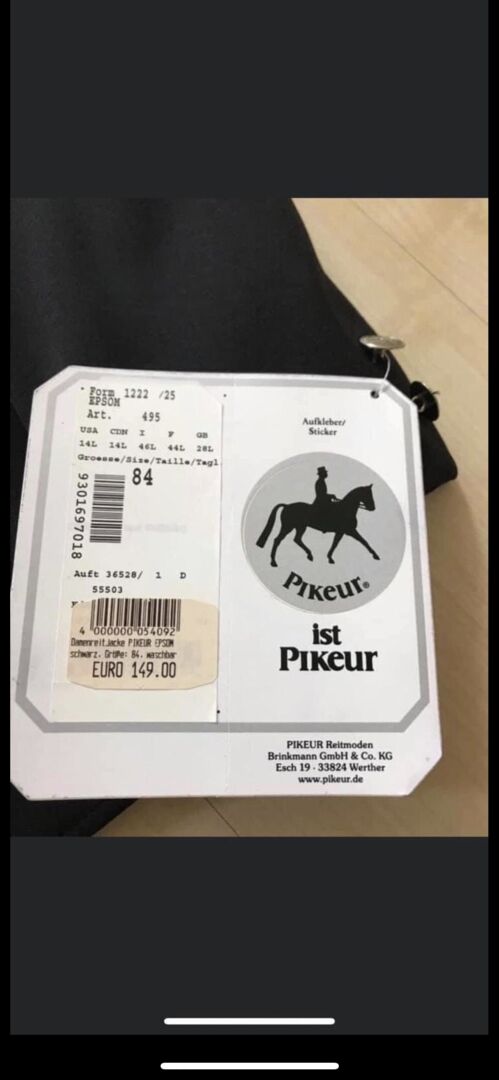 Form 1222 /25
EPSOM
Art. 495
USA CDN I F GB
14L 14L 46L 44L 28L
Groesse/Size/Taille/Tagl
84
9301697018
Auft 36528/ 1 D
55503
4 000000 054092
Damenreitjacke PIKEUR EPSOM
schwarz. Größe: 84. waschbar
EURO 149.00
Aufkleber/
Sticker
PIKEUR®
ist
PIKEUR
PIKEUR Reitmoden
Brinkmann GmbH & Co. KG
Esch 19 · 33824 Werther
www.pikeur.de